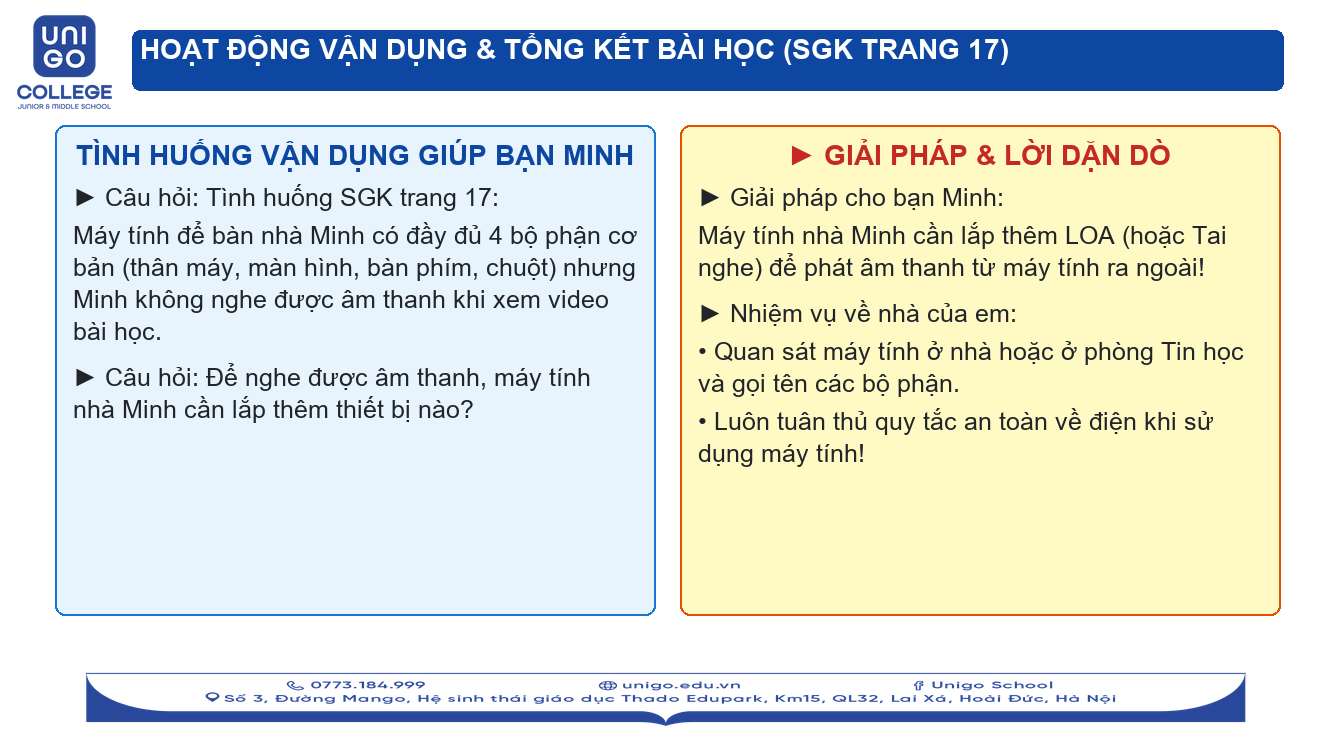 UNI
GO
COLLEGE
JUNIOR & MIDDLE SCHOOL
HOẠT ĐỘNG VẬN DỤNG & TỔNG KẾT BÀI HỌC (SGK TRANG 17)
TÌNH HUỐNG VẬN DỤNG GIÚP BẠN MINH
► Câu hỏi: Tình huống SGK trang 17:
Máy tính để bàn nhà Minh có đầy đủ 4 bộ phận cơ
bản (thân máy, màn hình, bàn phím, chuột) nhưng
Minh không nghe được âm thanh khi xem video
bài học.
► Câu hỏi: Để nghe được âm thanh, máy tính
nhà Minh cần lắp thêm thiết bị nào?
► GIẢI PHÁP & LỜI DẶN DÒ
► Giải pháp cho bạn Minh:
Máy tính nhà Minh cần lắp thêm LOA (hoặc Tai
nghe) để phát âm thanh từ máy tính ra ngoài!
► Nhiệm vụ về nhà của em:
• Quan sát máy tính ở nhà hoặc ở phòng Tin học
và gọi tên các bộ phận.
• Luôn tuân thủ quy tắc an toàn về điện khi sử
dụng máy tính!
0773.184.999 unigo.edu.vn Unigo School
Số 3, Đường Mango, Hệ sinh thái giáo dục Thado Edupark, Km15, QL32, Lai Xá, Hoài Đức, Hà Nội